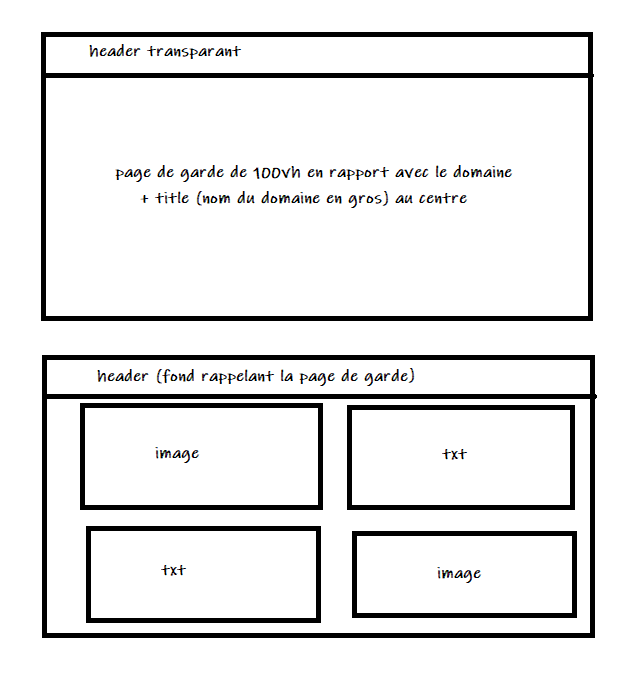 header transparant
page de garde de 100vh en rapport avec le domaine
+ title (nom du domaine en gros) au centre
header (fond rappelant la page de garde)
image
txt
txt
image